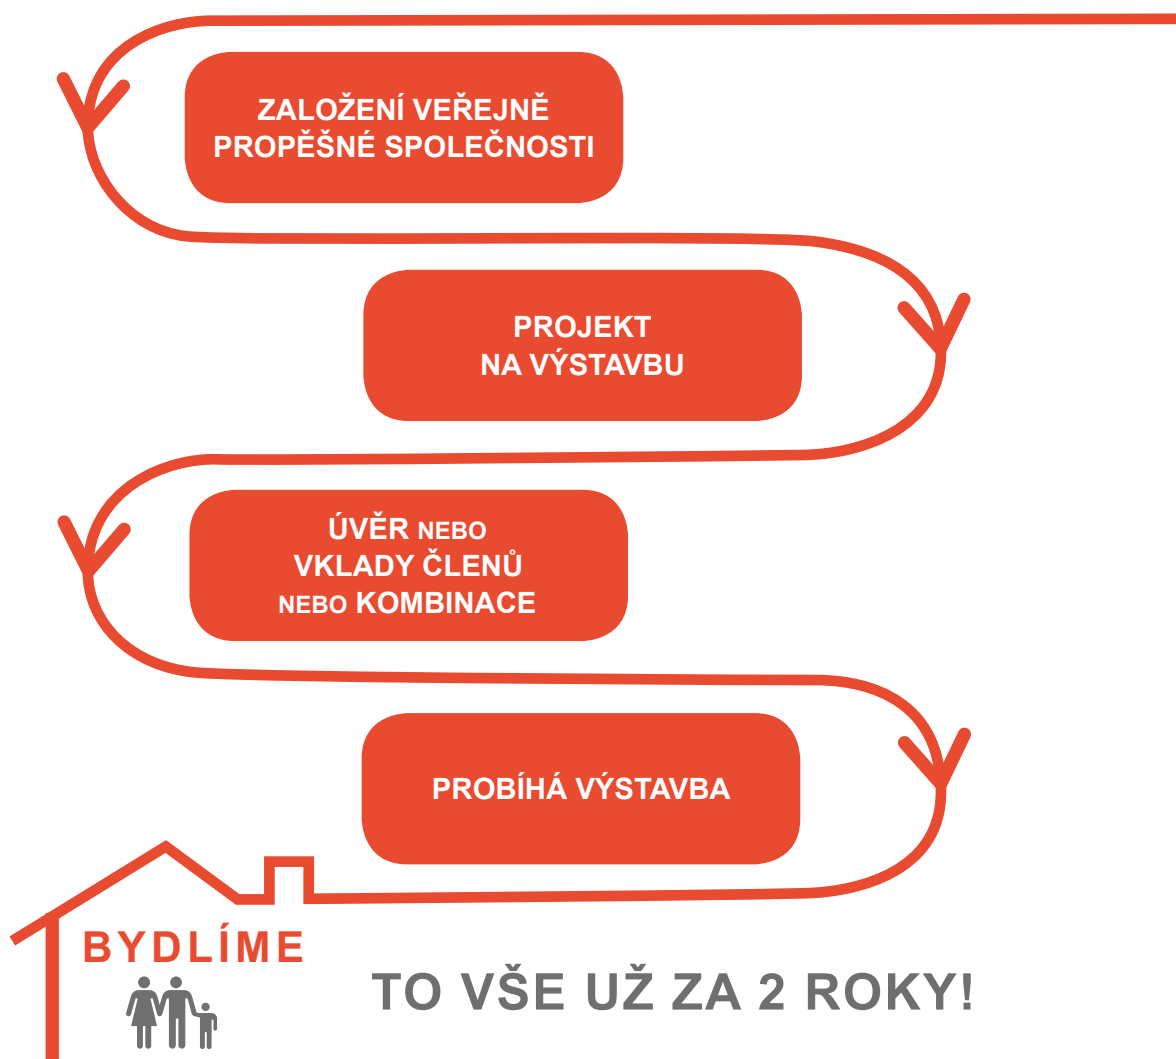 ZALOŽENÍ VEŘEJNĚ
PROPĚŠNÉ SPOLEČNOSTI
PROJEKT
NA VÝSTAVBU
ÚVĚR NEBO
VKLADY ČLENŮ
NEBO KOMBINACE
PROBÍHÁ VÝSTAVBA
BYDLÍME
TO VŠE UŽ ZA 2 ROKY!